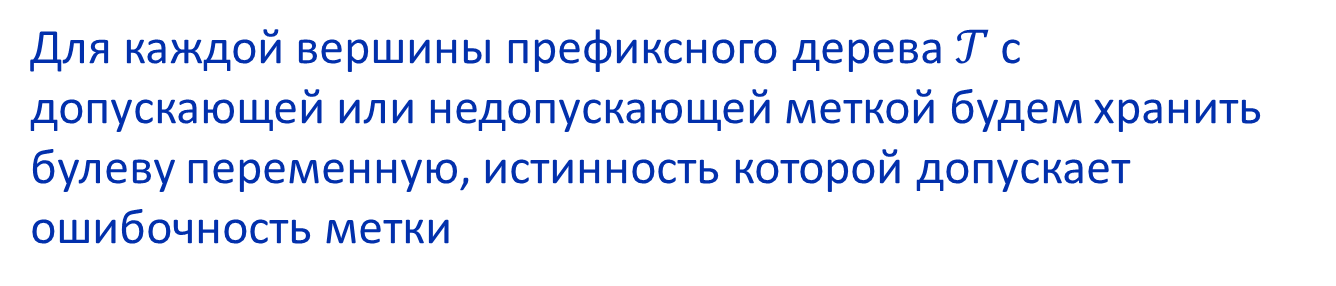 Для каждой вершины префиксного дерева 𝒯 с
допускающей или недопускающей меткой будем хранить
булеву переменную, истинность которой допускает
ошибочность метки